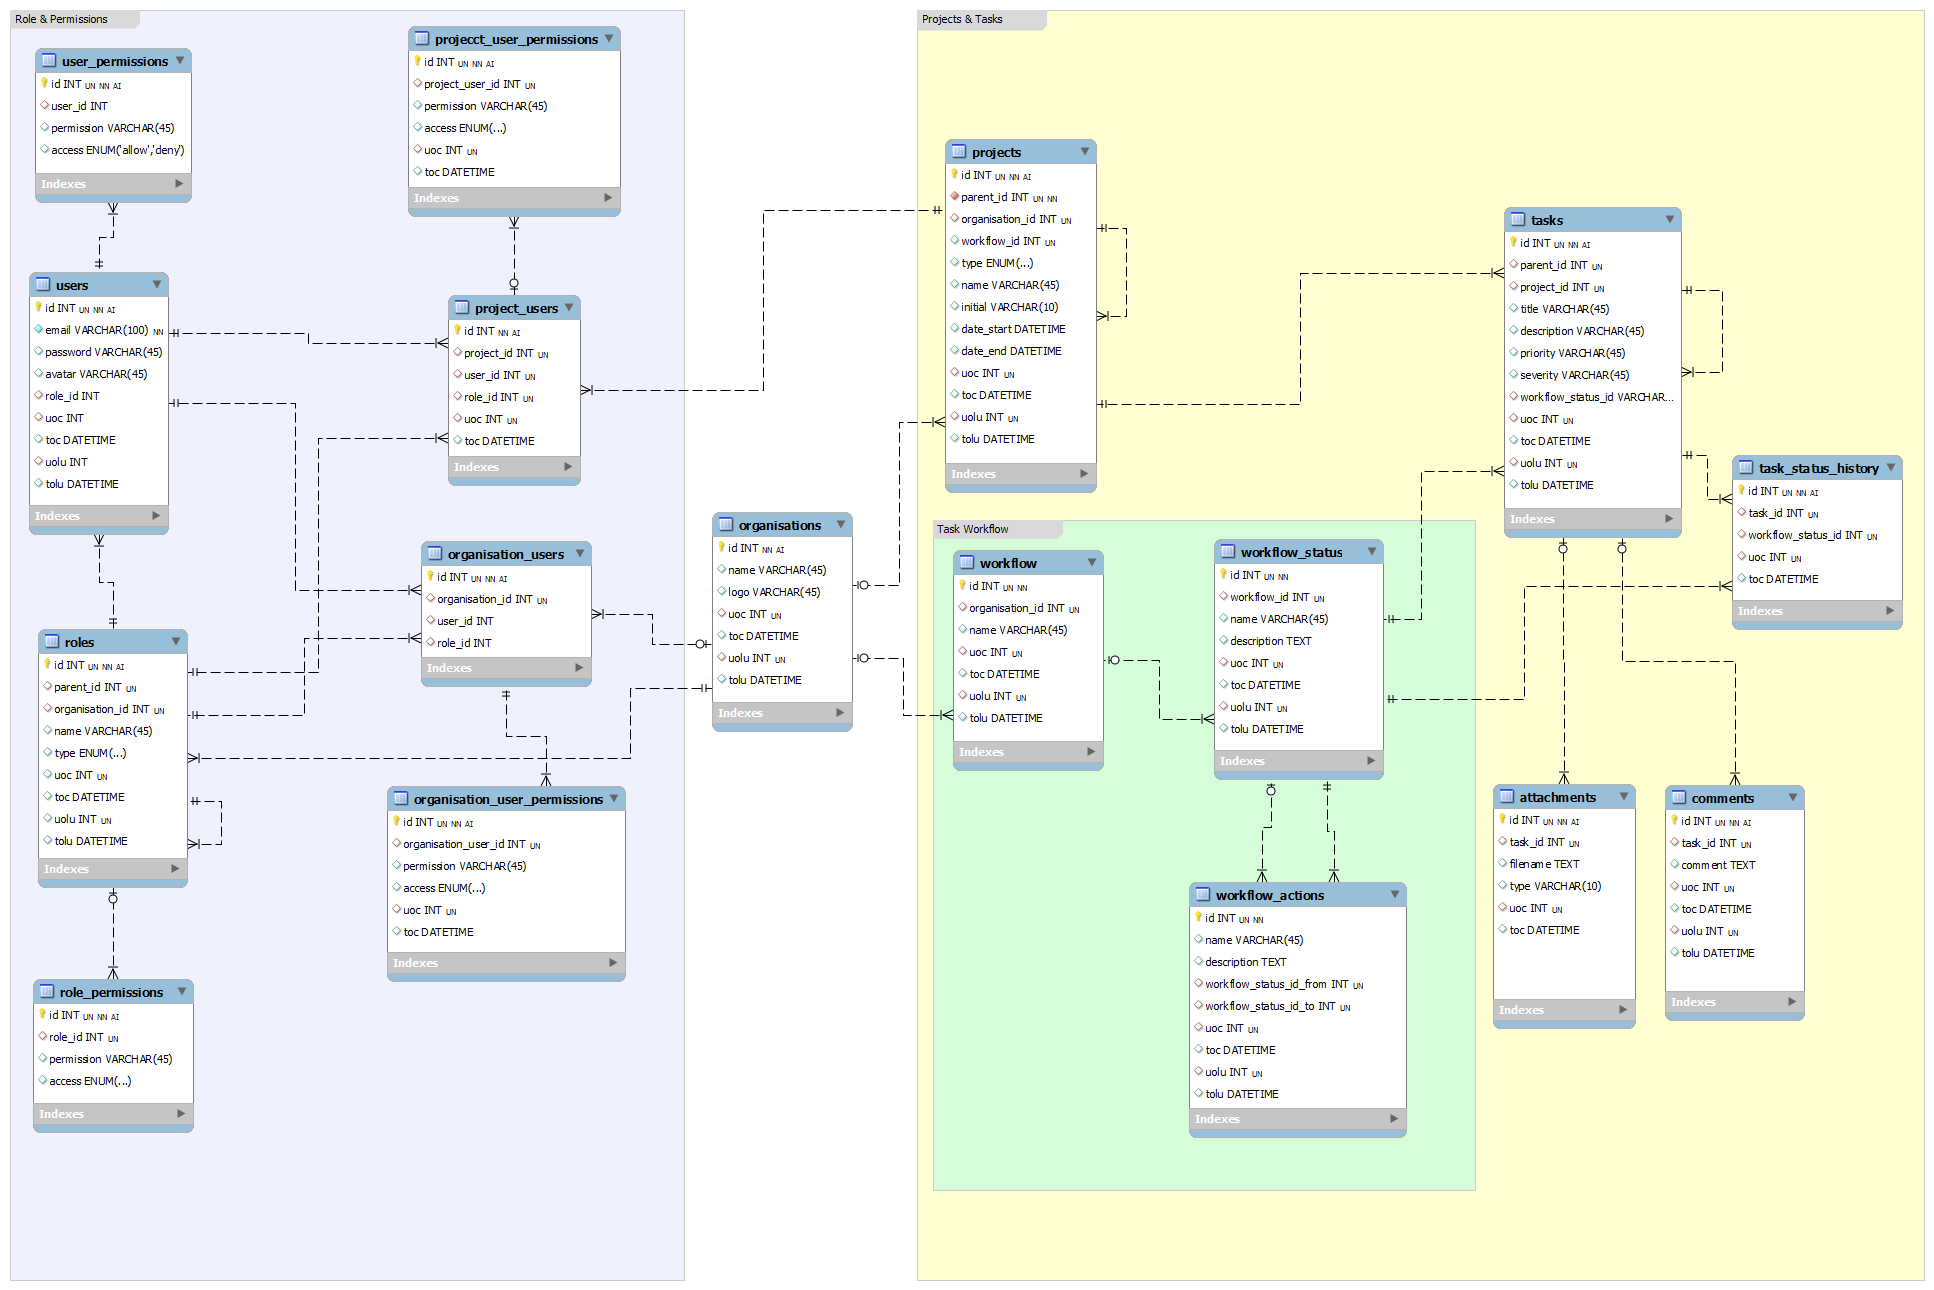 Role & Permissions
user_permissions
id INT UN NN AI
user_id INT
permission VARCHAR(45)
access ENUM('allow','deny')
Indexes
projecct_user_permissions
id INT UN NN AI
project_user_id INT UN
permission VARCHAR(45)
access ENUM(...)
uoc INT UN
toc DATETIME
Indexes
users
id INT UN NN AI
email VARCHAR(100) NN
password VARCHAR(45)
avatar VARCHAR(45)
role_id INT
uoc INT
toc DATETIME
uolu INT
tolu DATETIME
Indexes
project_users
id INT NN AI
project_id INT UN
user_id INT UN
role_id INT UN
uoc INT UN
toc DATETIME
Indexes
organisation_users
id INT UN NN AI
organisation_id INT UN
user_id INT
role_id INT
Indexes
roles
id INT UN NN AI
parent_id INT UN
organisation_id INT UN
name VARCHAR(45)
type ENUM(...)
uoc INT UN
toc DATETIME
uolu INT UN
tolu DATETIME
Indexes
organisation_user_permissions
id INT UN NN AI
organisation_user_id INT UN
permission VARCHAR(45)
access ENUM(...)
uoc INT UN
toc DATETIME
Indexes
role_permissions
id INT UN NN AI
role_id INT UN
permission VARCHAR(45)
access ENUM(...)
Indexes
organisations
id INT NN AI
name VARCHAR(45)
logo VARCHAR(45)
uoc INT UN
toc DATETIME
uolu INT UN
tolu DATETIME
Indexes
Projects & Tasks
projects
id INT UN NN AI
parent_id INT UN NN
organisation_id INT UN
workflow_id INT UN
type ENUM(...)
name VARCHAR(45)
initial VARCHAR(10)
date_start DATETIME
date_end DATETIME
uoc INT UN
toc DATETIME
uolu INT UN
tolu DATETIME
Indexes
tasks
id INT UN NN AI
parent_id INT UN
project_id INT UN
title VARCHAR(45)
description VARCHAR(45)
priority VARCHAR(45)
severity VARCHAR(45)
workflow_status_id VARCHAR...
uoc INT UN
toc DATETIME
uolu INT UN
tolu DATETIME
Indexes
task_status_history
id INT UN NN AI
task_id INT UN
workflow_status_id INT UN
uoc INT UN
toc DATETIME
Indexes
Task Workflow
workflow
id INT UN NN
organisation_id INT UN
name VARCHAR(45)
uoc INT UN
toc DATETIME
uolu INT UN
tolu DATETIME
Indexes
workflow_status
id INT UN NN
workflow_id INT UN
name VARCHAR(45)
description TEXT
uoc INT UN
toc DATETIME
uolu INT UN
tolu DATETIME
Indexes
workflow_actions
id INT UN NN
name VARCHAR(45)
description TEXT
workflow_status_id_from INT UN
workflow_status_id_to INT UN
uoc INT UN
toc DATETIME
uolu INT UN
tolu DATETIME
Indexes
attachments
id INT UN NN AI
task_id INT UN
filename TEXT
type VARCHAR(10)
uoc INT UN
toc DATETIME
Indexes
comments
id INT UN NN AI
task_id INT UN
comment TEXT
uoc INT UN
toc DATETIME
uolu INT UN
tolu DATETIME
Indexes